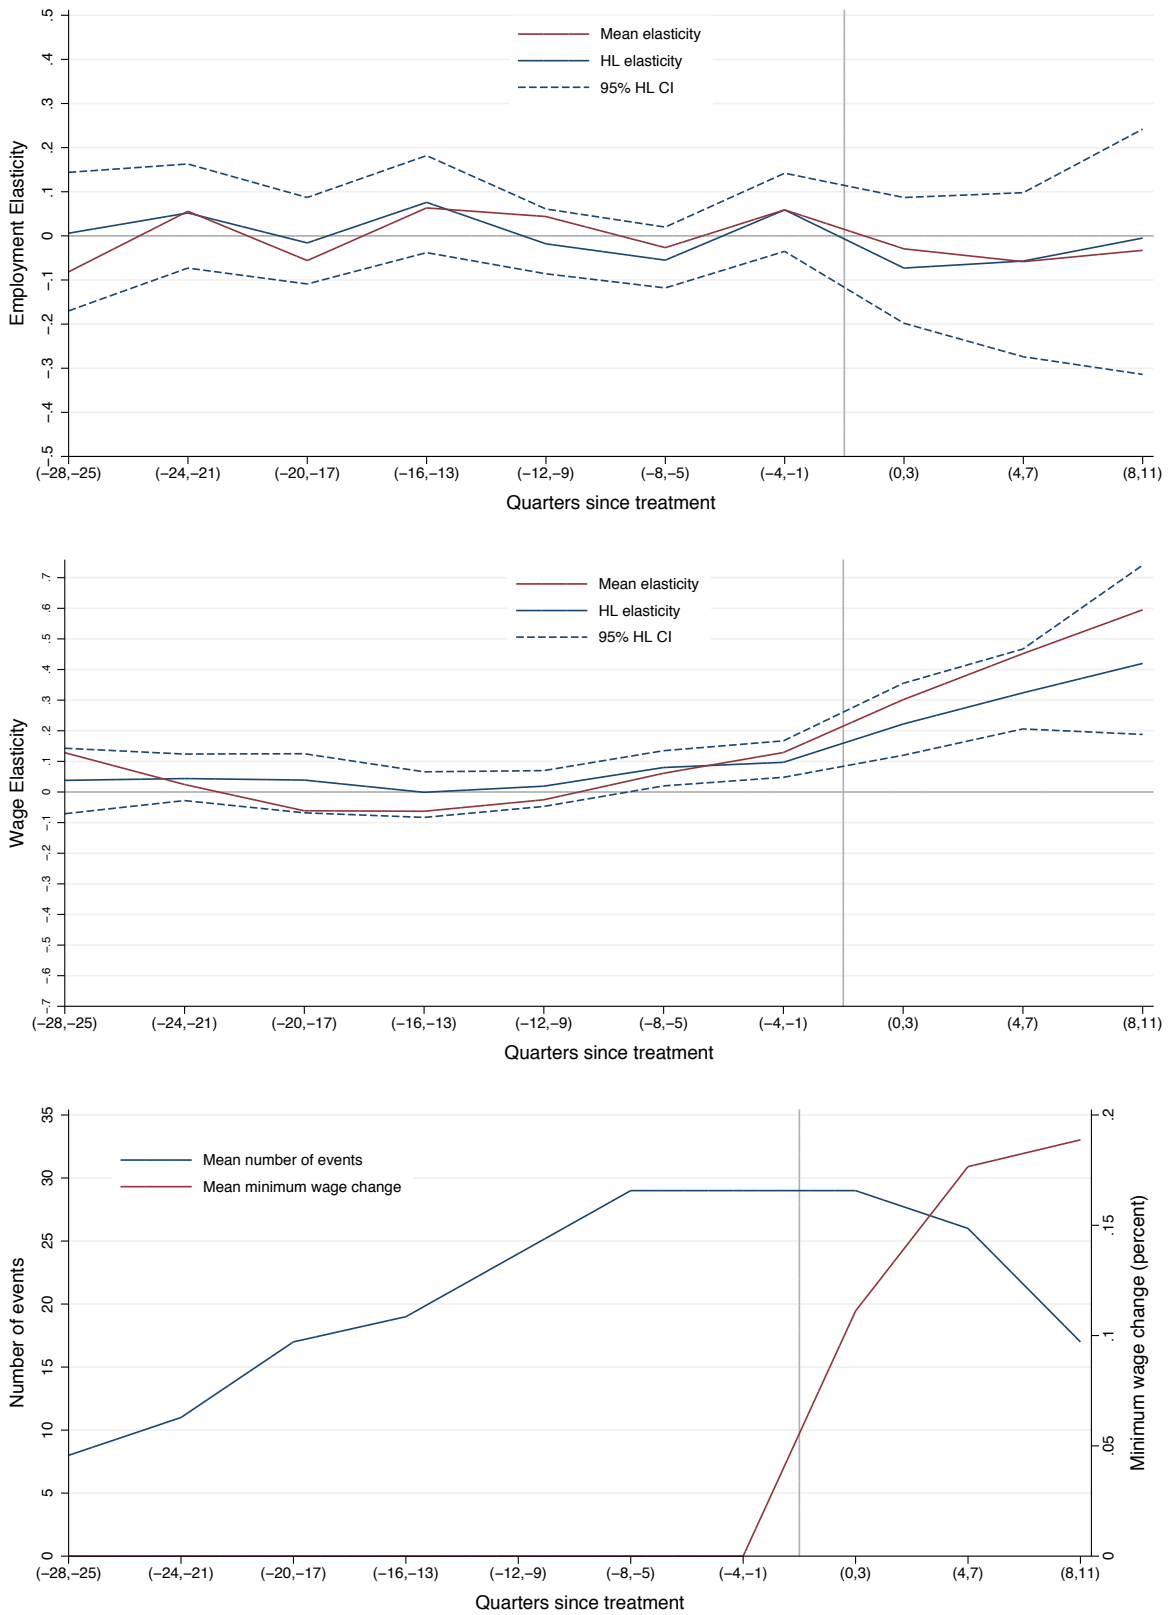 Mean elasticity
HL elasticity
95% HL CI
Employment Elasticity
.5
.4
.3
.2
.1
0
−.1
−.2
−.3
−.4
−.5
(−28,−25) (−24,−21) (−20,−17) (−16,−13) (−12,−9) (−8,−5) (−4,−1) (0,3) (4,7) (8,11)
Quarters since treatment
Mean elasticity
HL elasticity
95% HL CI
Wage Elasticity
.7
.6
.5
.4
.3
.2
.1
0
−.1
−.2
−.3
−.4
−.5
−.6
−.7
(−28,−25) (−24,−21) (−20,−17) (−16,−13) (−12,−9) (−8,−5) (−4,−1) (0,3) (4,7) (8,11)
Quarters since treatment
Mean number of events
Mean minimum wage change
Number of events
35
30
25
20
15
10
5
0
Minimum wage change (percent)
.2
.15
.1
.05
0
(−28,−25) (−24,−21) (−20,−17) (−16,−13) (−12,−9) (−8,−5) (−4,−1) (0,3) (4,7) (8,11)
Quarters since treatment